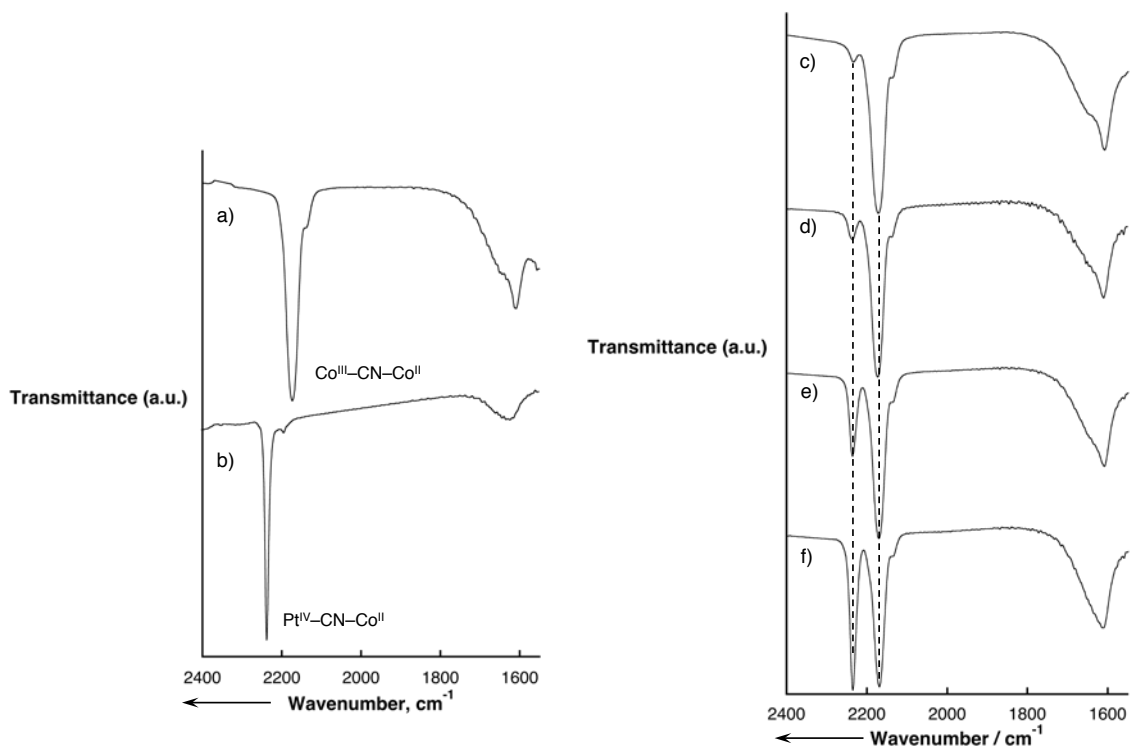 a)
Co^III–CN–Co^II
Transmittance (a.u.)
b)
Pt^IV–CN–Co^II
2400 2200 2000 1800 1600
Wavenumber, cm^-1
c)
d)
Transmittance (a.u.)
e)
f)
2400 2200 2000 1800 1600
Wavenumber / cm^-1